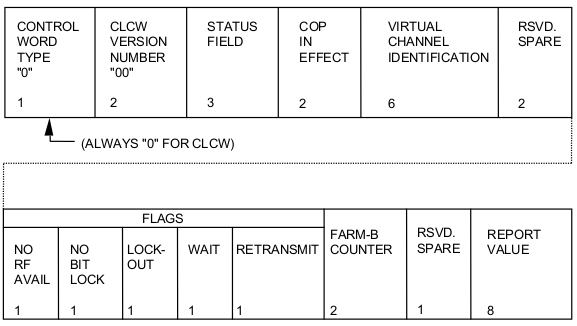 CONTROL
WORD
TYPE
"0"
1
CLCW
VERSION
NUMBER
"00"
2
STATUS
FIELD
3
COP
IN
EFFECT
2
VIRTUAL
CHANNEL
IDENTIFICATION
6
RSVD.
SPARE
2
(ALWAYS "0" FOR CLCW)
FLAGS
NO
RF
AVAIL
1
NO
BIT
LOCK
1
LOCK-
OUT
1
WAIT
1
RETRANSMIT
1
FARM-B
COUNTER
2
RSVD.
SPARE
1
REPORT
VALUE
8